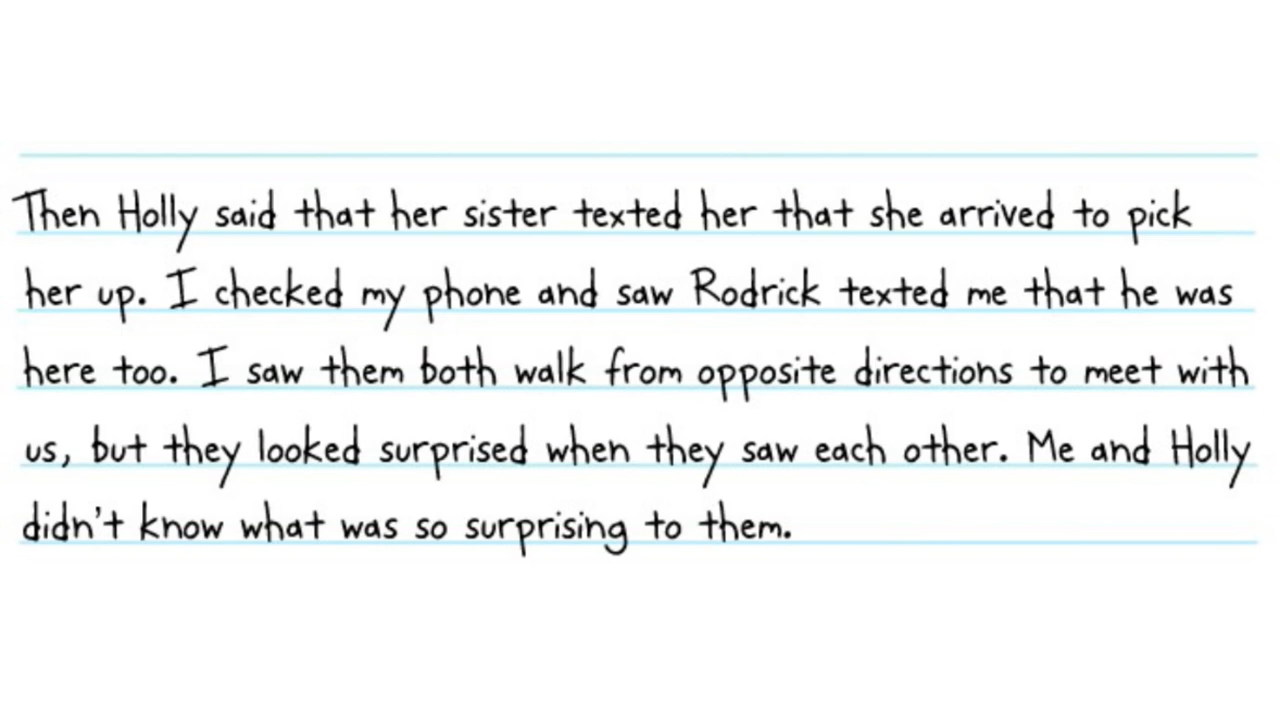 Then Holly said that her sister texted her that she arrived to pick
her up. I checked my phone and saw Rodrick texted me that he was
here too. I saw them both walk from opposite directions to meet with
us, but they looked surprised when they saw each other. Me and Holly
didn't know what was so surprising to them.